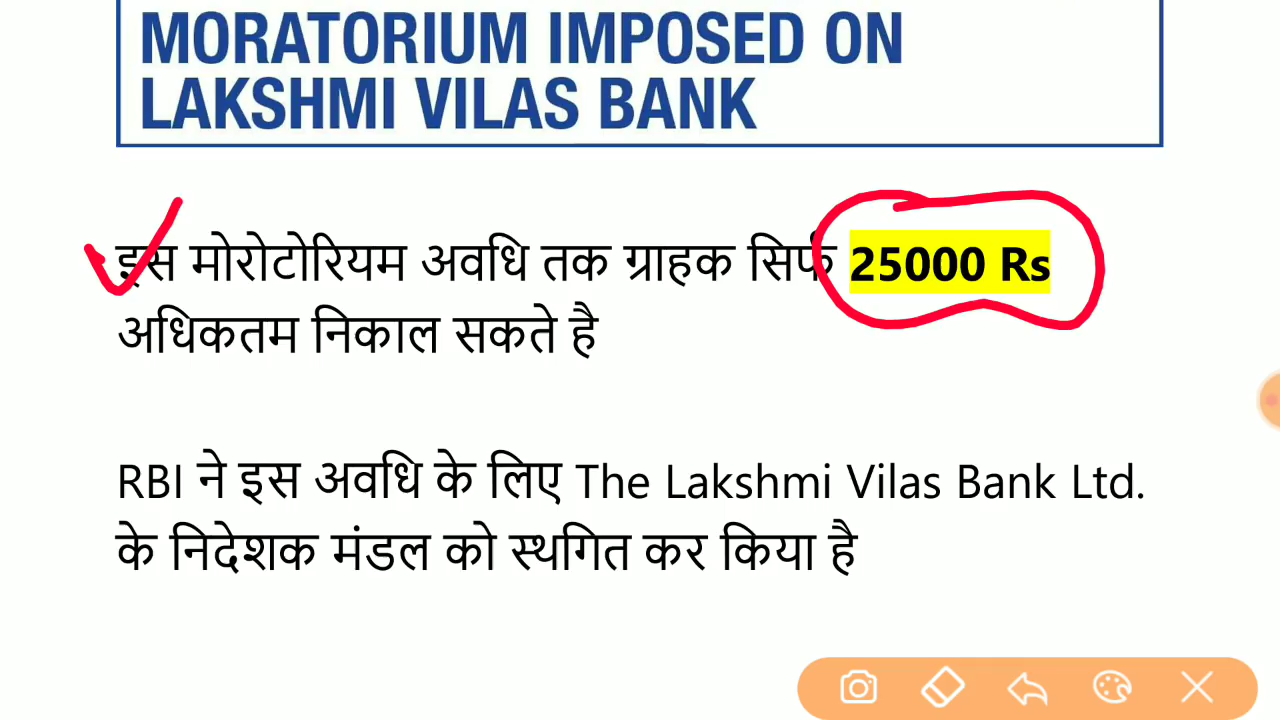 MORATORIUM IMPOSED ON
LAKSHMI VILAS BANK
इस मोरोटोरियम अवधि तक ग्राहक सिर्फ 25000 Rs
अधिकतम निकाल सकते है
RBI ने इस अवधि के लिए The Lakshmi Vilas Bank Ltd.
के निदेशक मंडल को स्थगित कर किया है